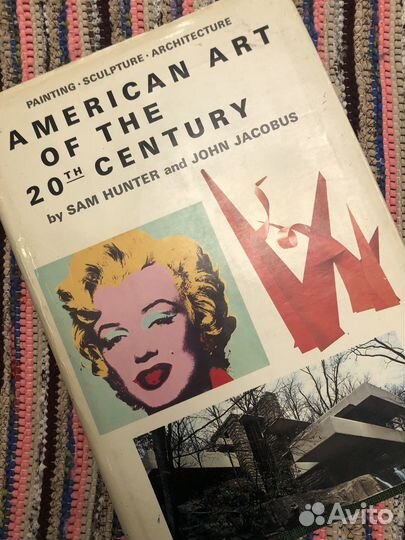 PAINTING · SCULPTURE · ARCHITECTURE
AMERICAN ART
OF THE
20TH CENTURY
by SAM HUNTER and JOHN JACOBUS
Avito